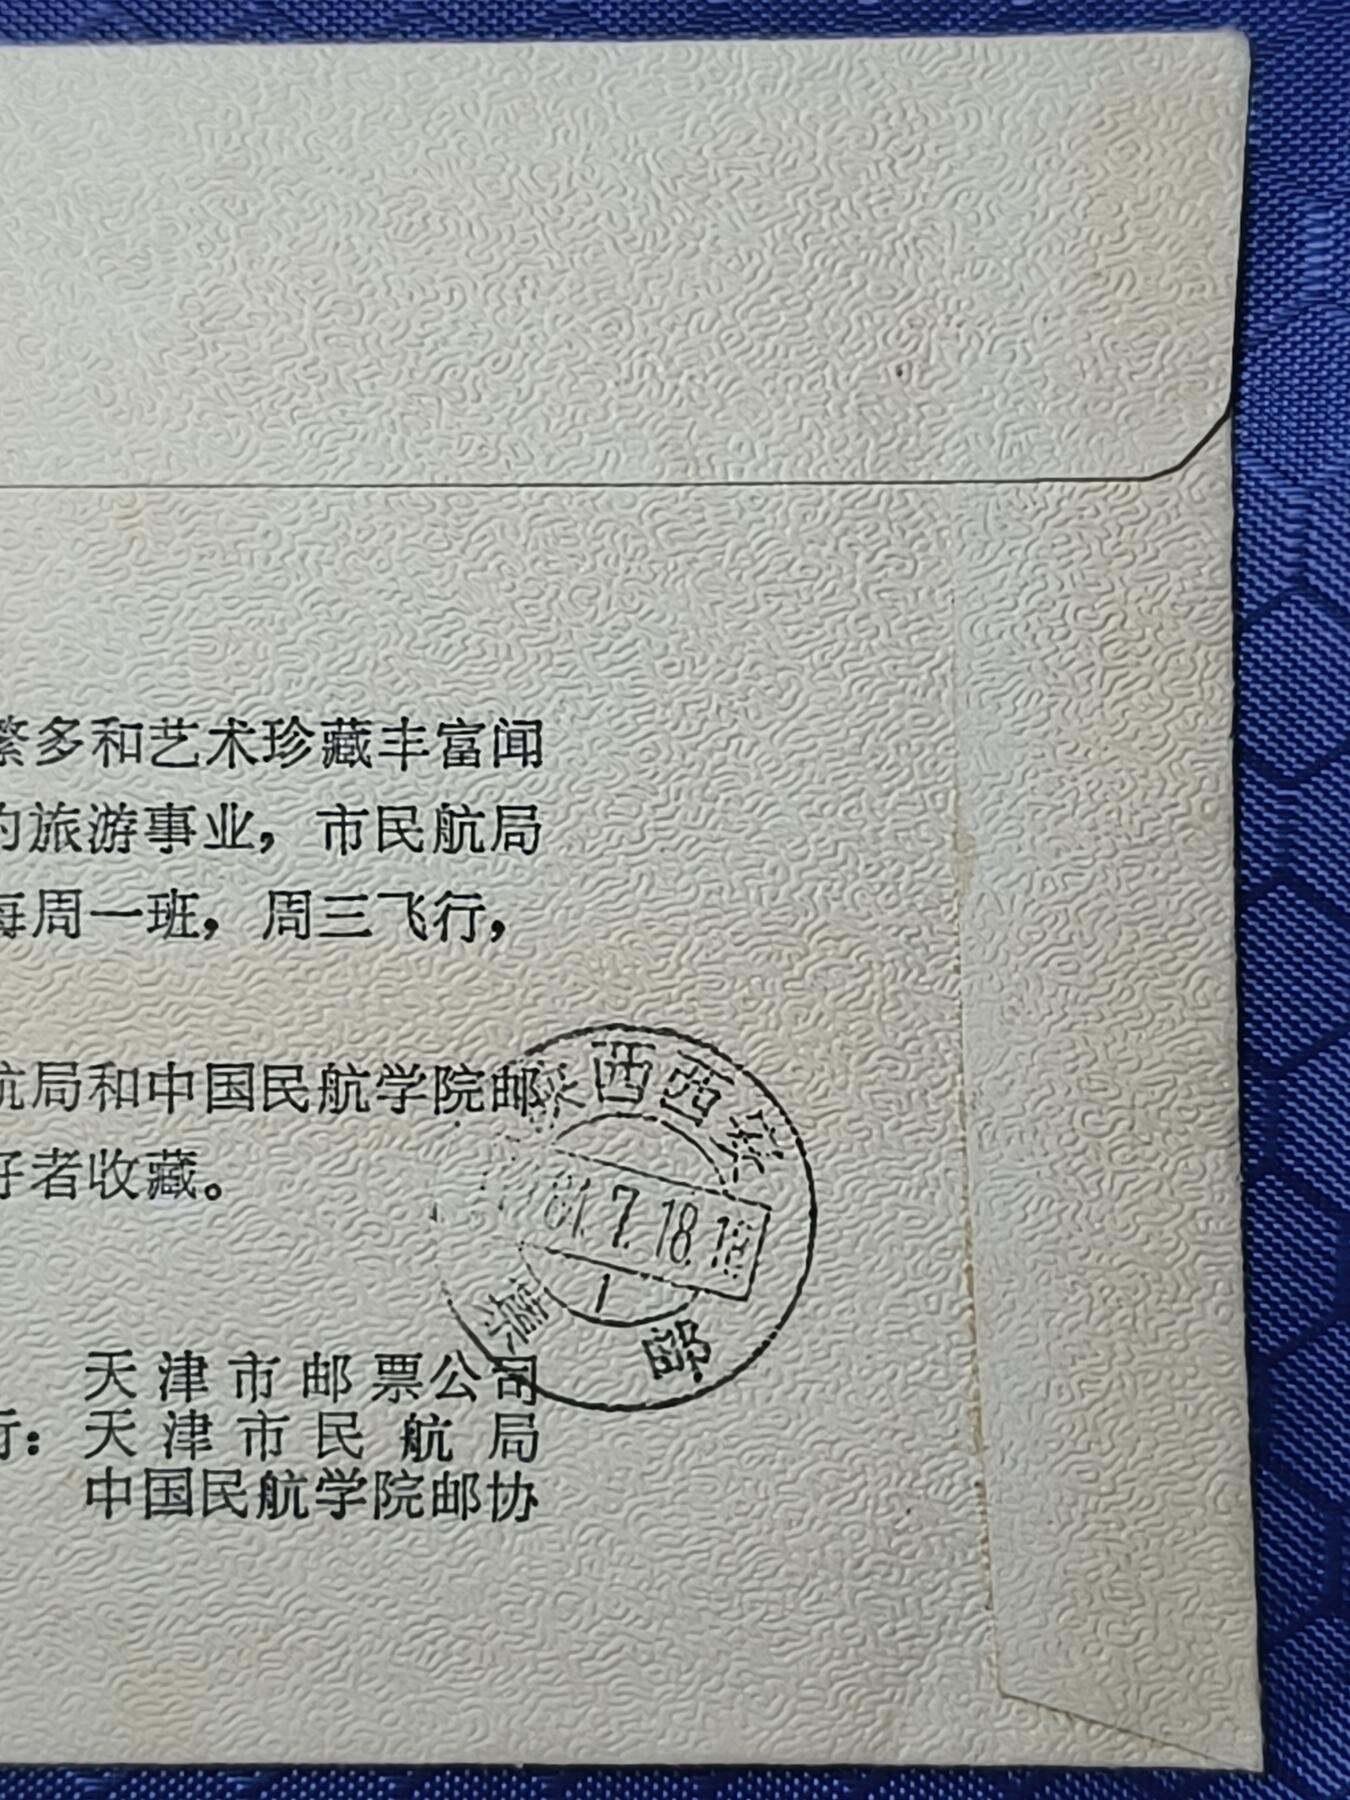 繁多和艺术珍藏丰富闻
的旅游事业，市民航局
每周一班，周三飞行，
航局和中国民航学院邮
好者收藏。
陕西西安
7.18.
1
邮
天津市邮票公司
行：天津市民航局
中国民航学院邮协